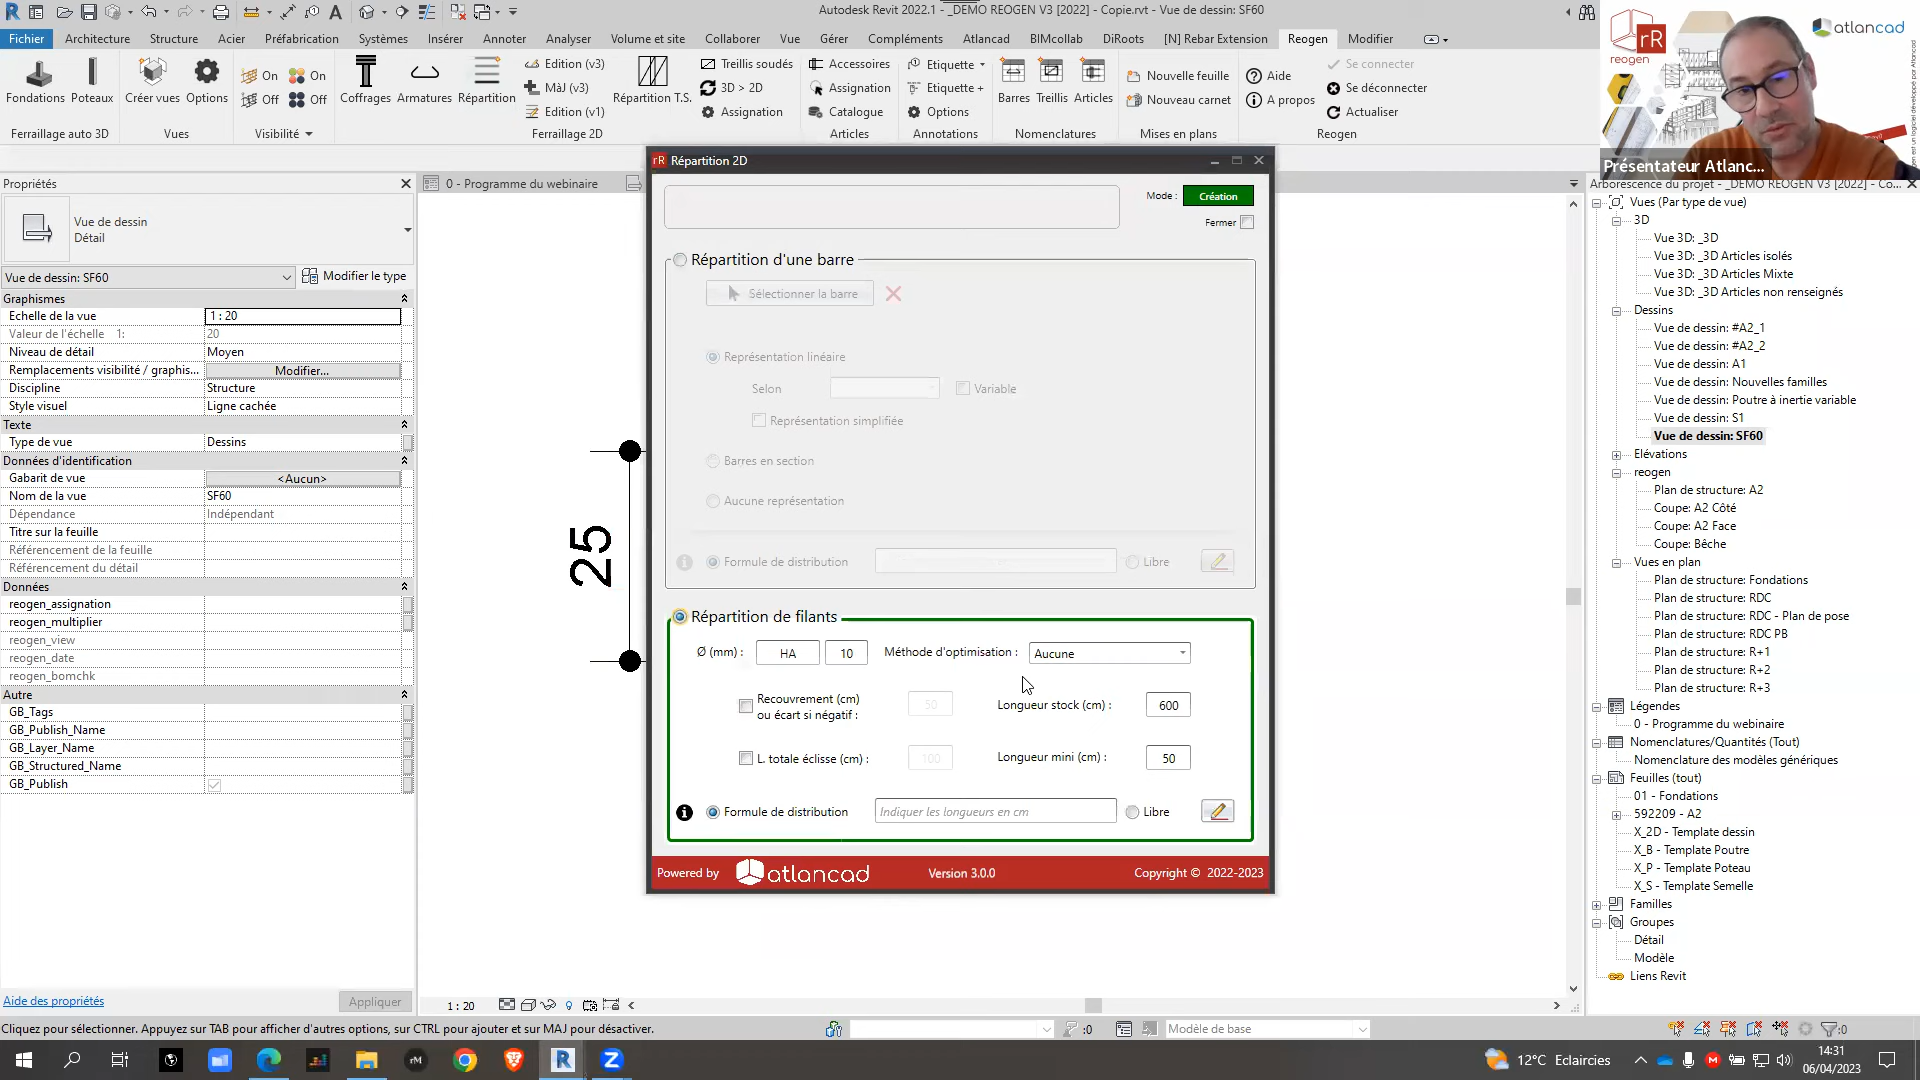 Autodesk Revit 2022.1 - _DEMO REOGEN V3 [2022] - Copie.rvt - Vue de dessin: SF60
Fichier Architecture Structure Acier Préfabrication Systèmes Insérer Annoter Analyser Volume et site Collaborer Vue Gérer Compléments Atlancad BIMcollab DiRoots [N] Rebar Extension Reogen Modifier
Fondations Poteaux
Ferraillage auto 3D
Créer vues Options
Vues
On On
Off Off
Visibilité
Coffrages Armatures Répartition
Edition (v3)
MàJ (v3)
Edition (v1)
Répartition T.S.
Treillis soudés
3D > 2D
Assignation
Ferraillage 2D
Accessoires
Assignation
Catalogue
Articles
Etiquette
Etiquette +
Options
Annotations
Barres Treillis Articles
Nomenclatures
Nouvelle feuille
Nouveau carnet
Mises en plans
Aide
A propos
Se connecter
Se déconnecter
Actualiser
Reogen
rR
reogen
atlancad
Présentateur Atlanc...
Propriétés
Vue de dessin
Détail
Vue de dessin: SF60
Modifier le type
Graphismes
Echelle de la vue 1 : 20
Valeur de l'échelle 1: 20
Niveau de détail Moyen
Remplacements visibilité / graphis... Modifier...
Discipline Structure
Style visuel Ligne cachée
Texte
Type de vue Dessins
Données d'identification
Gabarit de vue <Aucun>
Nom de la vue SF60
Dépendance Indépendant
Titre sur la feuille
Référencement de la feuille
Référencement du détail
Données
reogen_assignation
reogen_multiplier
reogen_view
reogen_date
reogen_bomchk
Autre
GB_Tags
GB_Publish_Name
GB_Layer_Name
GB_Structured_Name
GB_Publish
Aide des propriétés Appliquer
0 - Programme du webinaire
25
1 : 20
rR Répartition 2D
Mode : Création
Fermer
Répartition d'une barre
Sélectionner la barre
Représentation linéaire
Selon Variable
Représentation simplifiée
Barres en section
Aucune représentation
Formule de distribution Libre
Répartition de filants
Ø (mm) : HA 10 Méthode d'optimisation : Aucune
Recouvrement (cm)
ou écart si négatif : 50 Longueur stock (cm) : 600
L. totale éclisse (cm) : 100 Longueur mini (cm) : 50
Formule de distribution Indiquer les longueurs en cm Libre
Powered by atlancad Version 3.0.0 Copyright © 2022-2023
Arborescence du projet - _DEMO REOGEN V3 [2022] - Co...
Vues (Par type de vue)
3D
Vue 3D: _3D
Vue 3D: _3D Articles isolés
Vue 3D: _3D Articles Mixte
Vue 3D: _3D Articles non renseignés
Dessins
Vue de dessin: #A2_1
Vue de dessin: #A2_2
Vue de dessin: A1
Vue de dessin: Nouvelles familles
Vue de dessin: Poutre à inertie variable
Vue de dessin: S1
Vue de dessin: SF60
Elévations
reogen
Plan de structure: A2
Coupe: A2 Côté
Coupe: A2 Face
Coupe: Bêche
Vues en plan
Plan de structure: Fondations
Plan de structure: RDC
Plan de structure: RDC - Plan de pose
Plan de structure: RDC PB
Plan de structure: R+1
Plan de structure: R+2
Plan de structure: R+3
Légendes
0 - Programme du webinaire
Nomenclatures/Quantités (Tout)
Nomenclature des modèles génériques
Feuilles (tout)
01 - Fondations
592209 - A2
X_2D - Template dessin
X_B - Template Poutre
X_P - Template Poteau
X_S - Template Semelle
Familles
Groupes
Détail
Modèle
Liens Revit
Cliquez pour sélectionner. Appuyez sur TAB pour afficher d'autres options, sur CTRL pour ajouter et sur MAJ pour désactiver.
:0
Modèle de base
:0
12°C Eclaircies
14:31
06/04/2023